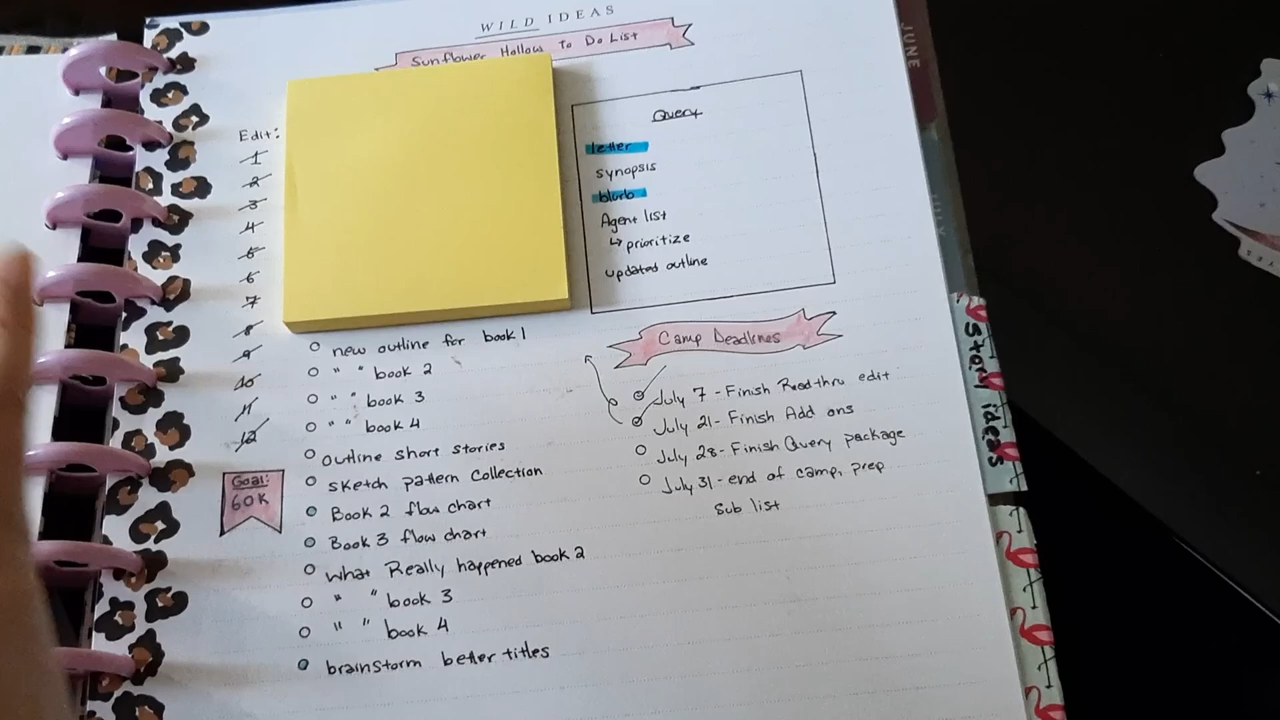 WILD IDEAS
Sunflower Hollow To Do List
Edit:
1
2
3
4
5
6
7
8
9
10
11
12
Goal:
60K
Query
letter
synopsis
blurb
Agent list
↳ prioritize
updated outline
new outline for book 1
" " book 2
" " book 3
" " book 4
outline short stories
sketch pattern collection
Book 2 flow chart
Book 3 flow chart
What Really happened book 2
" " book 3
" " book 4
brainstorm better titles
Camp Deadlines
July 7 - Finish Read-thru edit
July 21 - Finish Add ons
July 28 - Finish Query package
July 31 - end of camp, prep
Sub list
JUNE
JULY
Story ideas